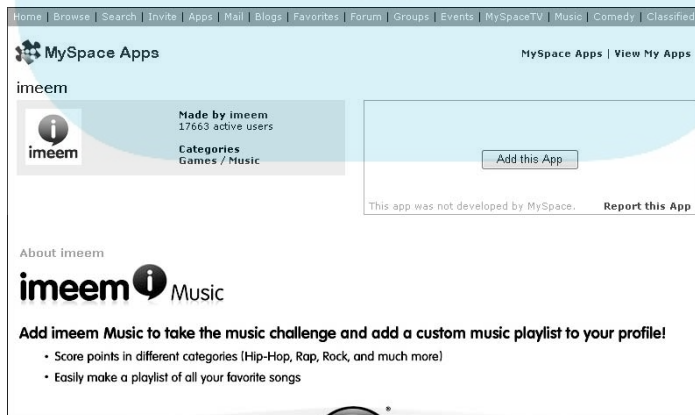 Home | Browse | Search | Invite | Apps | Mail | Blogs | Favorites | Forum | Groups | Events | MySpaceTV | Music | Comedy | Classified
MySpace Apps
MySpace Apps | View My Apps
imeem
imeem
Made by imeem
17663 active users
Categories
Games / Music
Add this App
This app was not developed by MySpace.
Report this App
About imeem
imeem i Music
Add imeem Music to take the music challenge and add a custom music playlist to your profile!
• Score points in different categories (Hip-Hop, Rap, Rock, and much more)
• Easily make a playlist of all your favorite songs
®